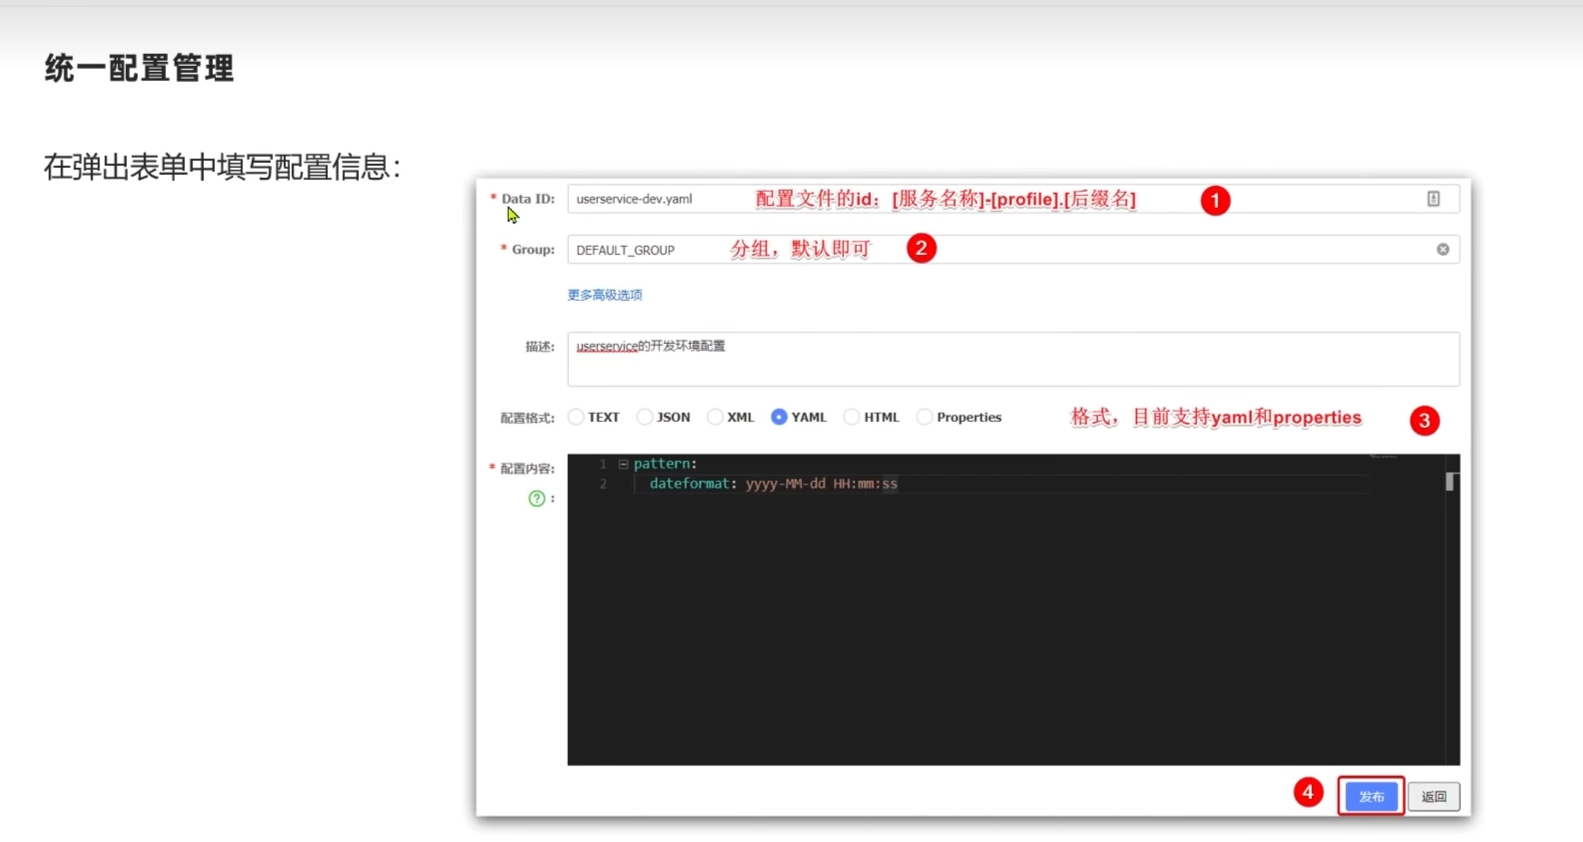 统一配置管理
在弹出表单中填写配置信息：
* Data ID: userservice-dev.yaml 配置文件的id：[服务名称]-[profile].[后缀名] 1
* Group: DEFAULT_GROUP 分组，默认即可 2
更多高级选项
描述: userservice的开发环境配置
配置格式: TEXT JSON XML YAML HTML Properties 格式，目前支持yaml和properties 3
* 配置内容: 1 pattern:
? : 2 dateformat: yyyy-MM-dd HH:mm:ss
4 发布 返回